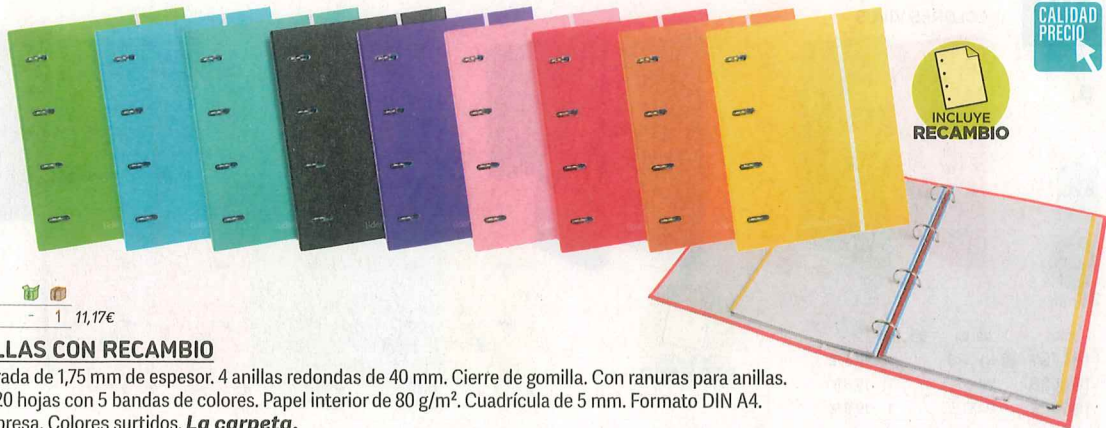 CALIDAD
PRECIO
INCLUYE
RECAMBIO
- 1 11,17€
LLAS CON RECAMBIO
rada de 1,75 mm de espesor. 4 anillas redondas de 40 mm. Cierre de gomilla. Con ranuras para anillas.
20 hojas con 5 bandas de colores. Papel interior de 80 g/m². Cuadrícula de 5 mm. Formato DIN A4.
presa. Colores surtidos. La carpeta.